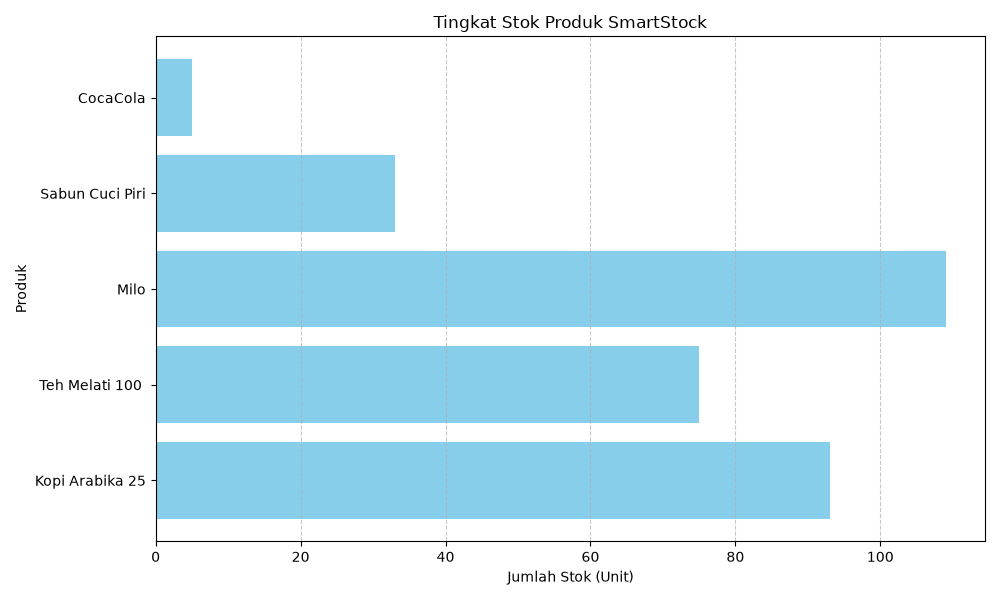 Tingkat Stok Produk SmartStock
CocaCola
Sabun Cuci Piri
Milo
Teh Melati 100
Kopi Arabika 25
Produk
0 20 40 60 80 100
Jumlah Stok (Unit)